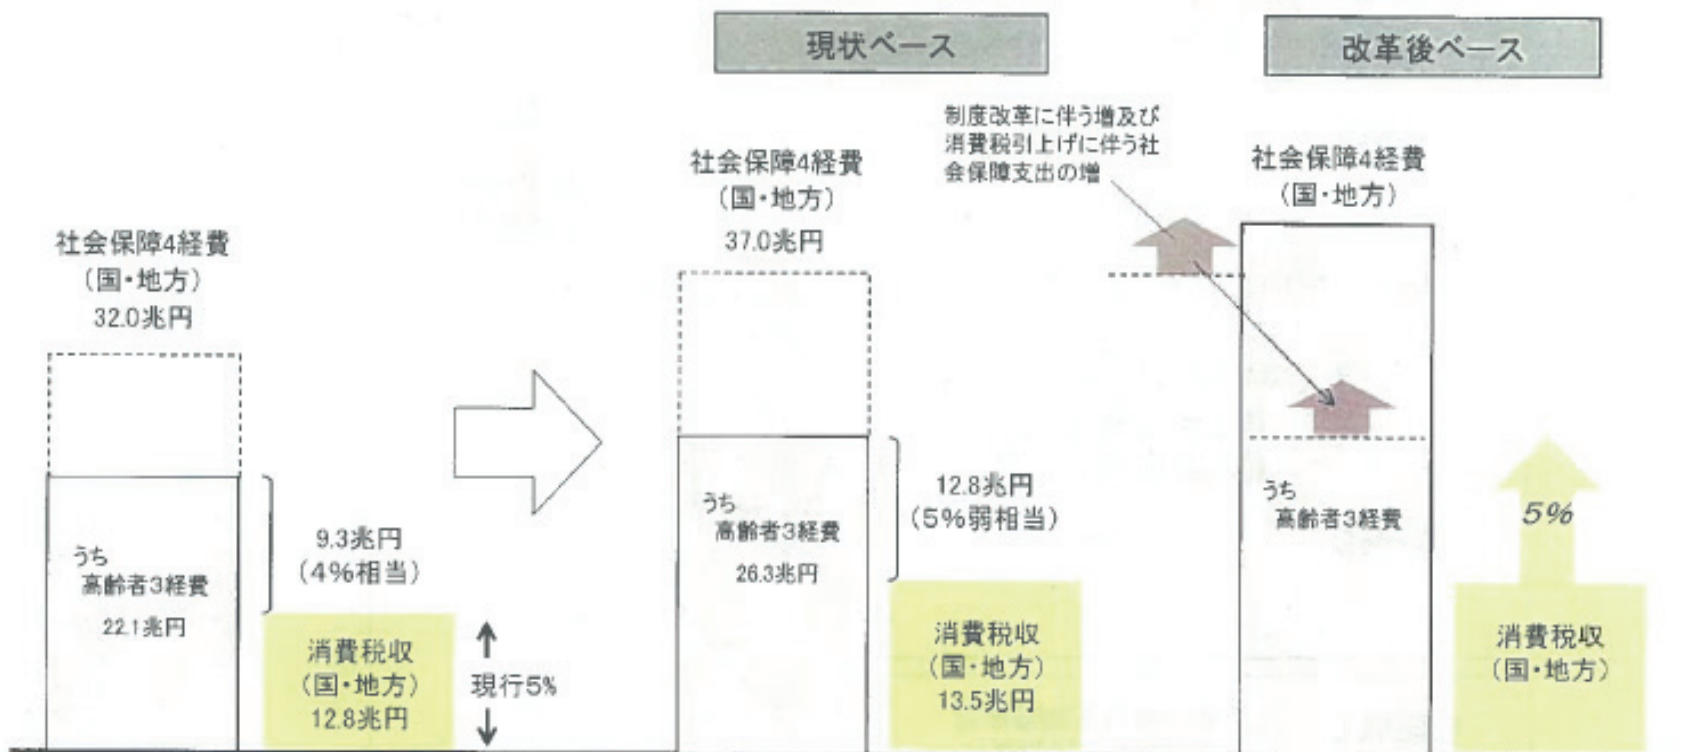 現状ベース
改革後ベース
制度改革に伴う増及び
消費税引上げに伴う社
会保障支出の増
社会保障4経費
(国・地方)
32.0兆円
社会保障4経費
(国・地方)
37.0兆円
社会保障4経費
(国・地方)
うち
高齢者3経費
22.1兆円
9.3兆円
(4%相当)
消費税収
(国・地方)
12.8兆円
現行5%
うち
高齢者3経費
26.3兆円
12.8兆円
(5%弱相当)
消費税収
(国・地方)
13.5兆円
うち
高齢者3経費
5%
消費税収
(国・地方)